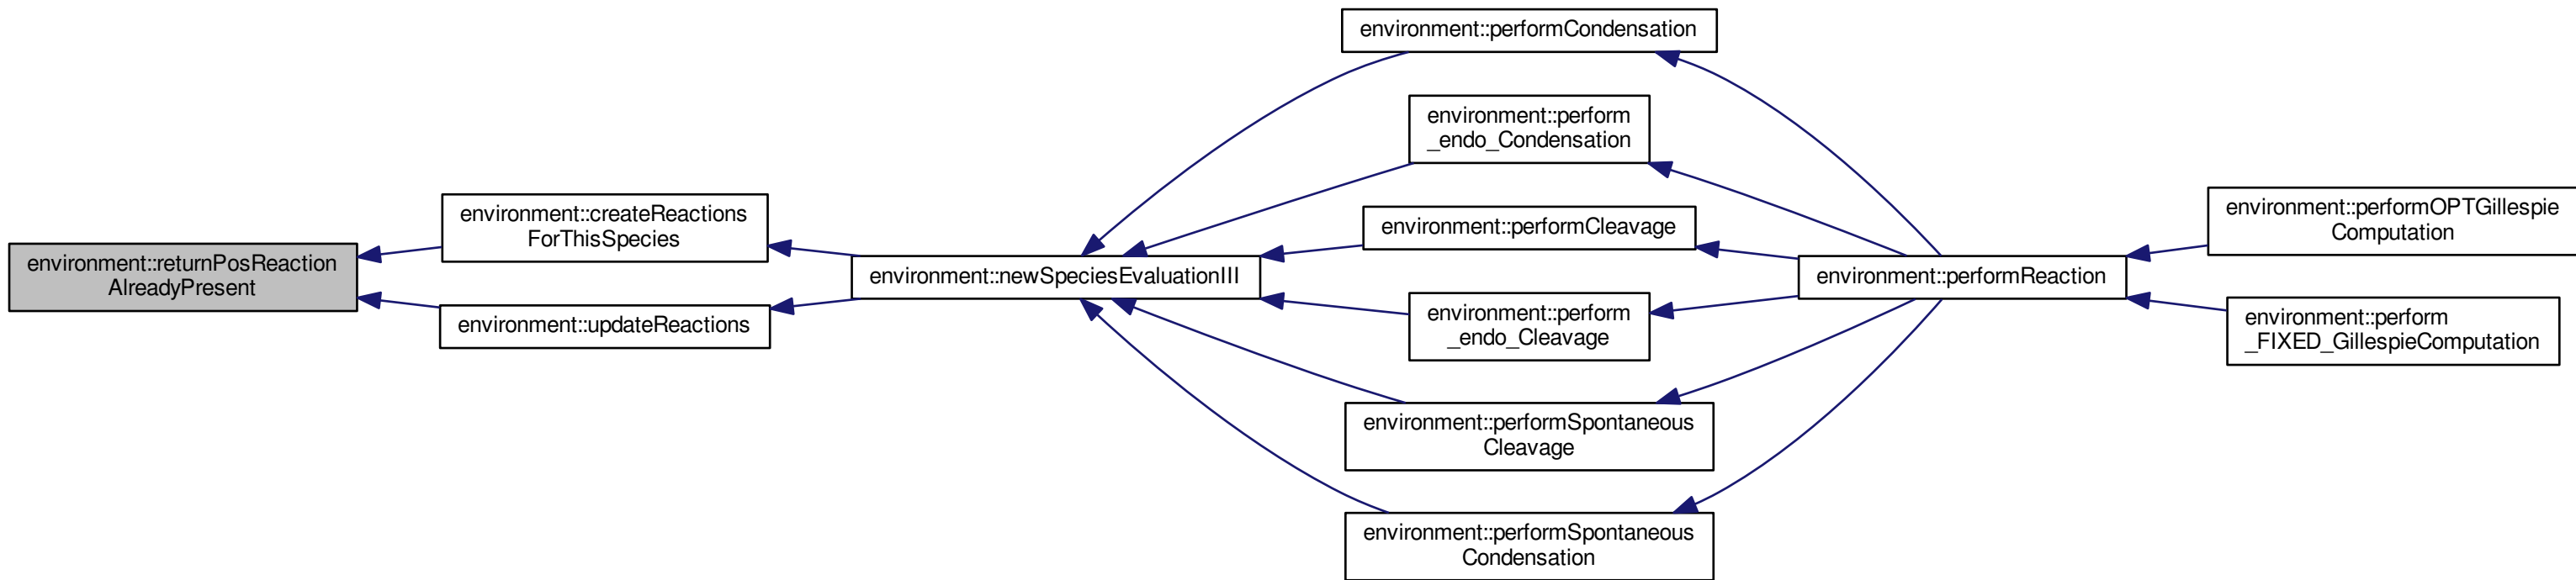 environment::returnPosReaction
AlreadyPresent
environment::createReactions
ForThisSpecies
environment::updateReactions
environment::newSpeciesEvaluationIII
environment::performCondensation
environment::perform
_endo_Condensation
environment::performCleavage
environment::perform
_endo_Cleavage
environment::performSpontaneous
Cleavage
environment::performSpontaneous
Condensation
environment::performReaction
environment::performOPTGillespie
Computation
environment::perform
_FIXED_GillespieComputation